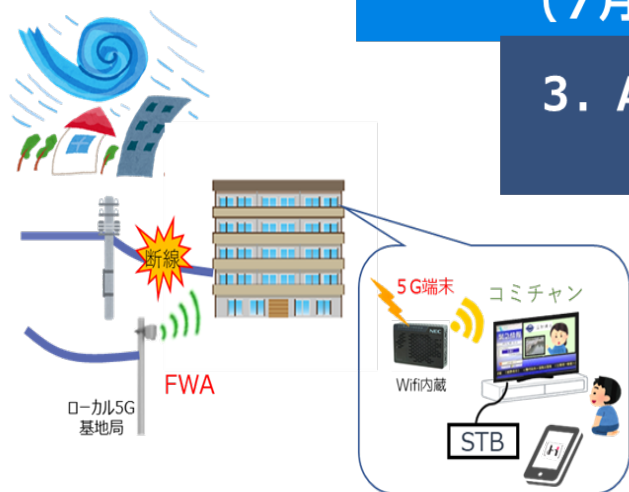 (7月
3. A
断線
5G端末
コミチャン
NEC
Wifi内蔵
FWA
ローカル5G
基地局
STB